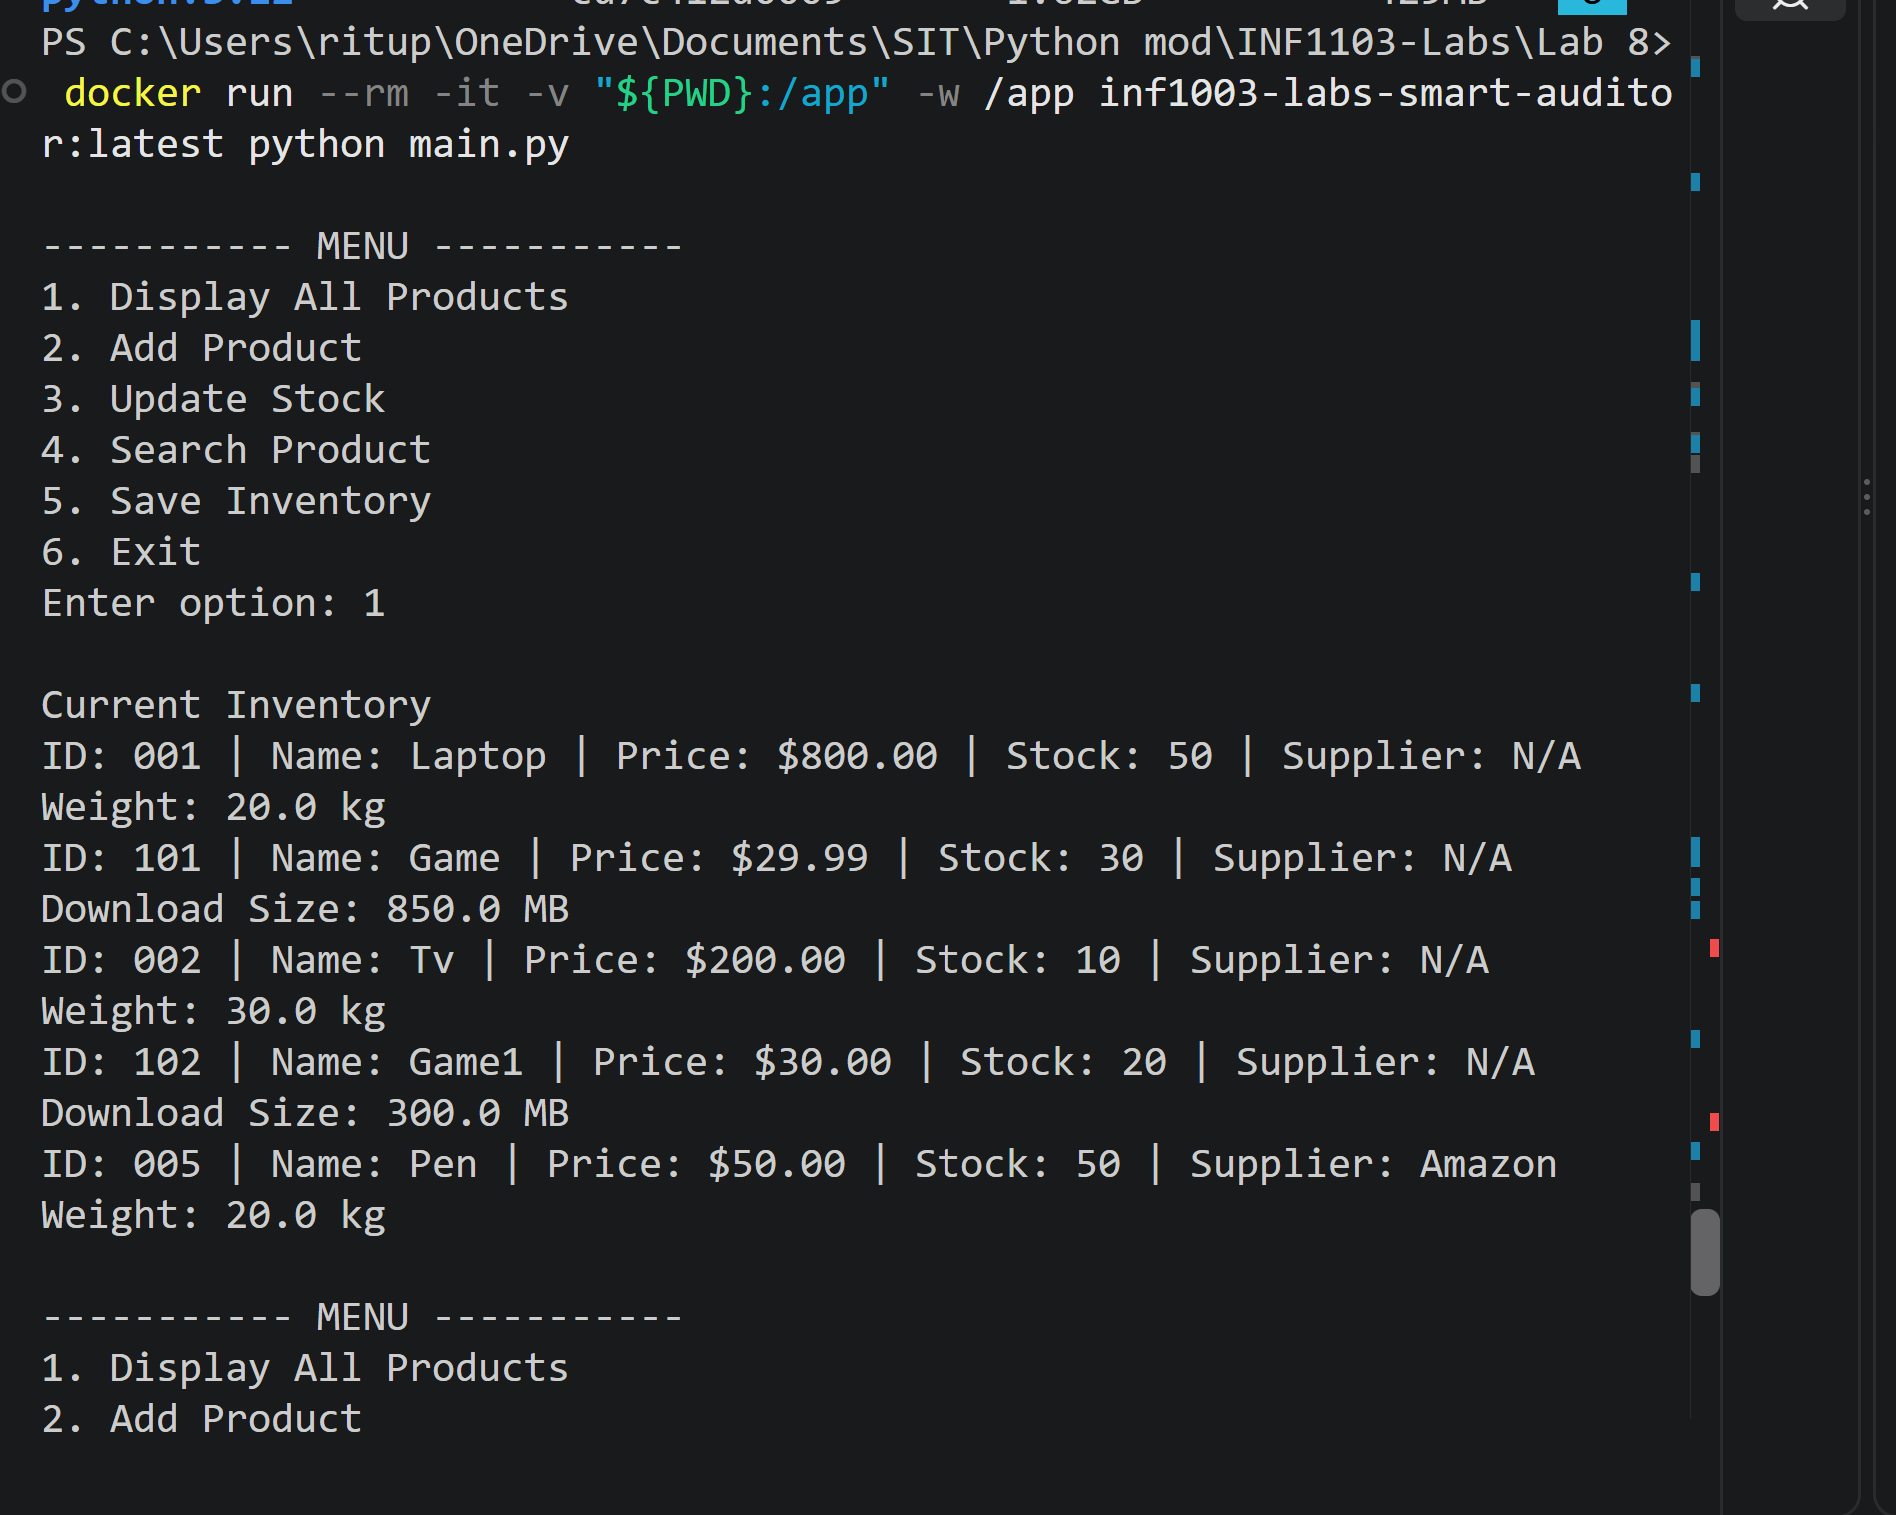 PS C:\Users\ritup\OneDrive\Documents\SIT\Python mod\INF1103-Labs\Lab 8>
docker run --rm -it -v "${PWD}:/app" -w /app inf1003-labs-smart-audito
r:latest python main.py
----------- MENU -----------
1. Display All Products
2. Add Product
3. Update Stock
4. Search Product
5. Save Inventory
6. Exit
Enter option: 1
Current Inventory
ID: 001 | Name: Laptop | Price: $800.00 | Stock: 50 | Supplier: N/A
Weight: 20.0 kg
ID: 101 | Name: Game | Price: $29.99 | Stock: 30 | Supplier: N/A
Download Size: 850.0 MB
ID: 002 | Name: Tv | Price: $200.00 | Stock: 10 | Supplier: N/A
Weight: 30.0 kg
ID: 102 | Name: Game1 | Price: $30.00 | Stock: 20 | Supplier: N/A
Download Size: 300.0 MB
ID: 005 | Name: Pen | Price: $50.00 | Stock: 50 | Supplier: Amazon
Weight: 20.0 kg
----------- MENU -----------
1. Display All Products
2. Add Product